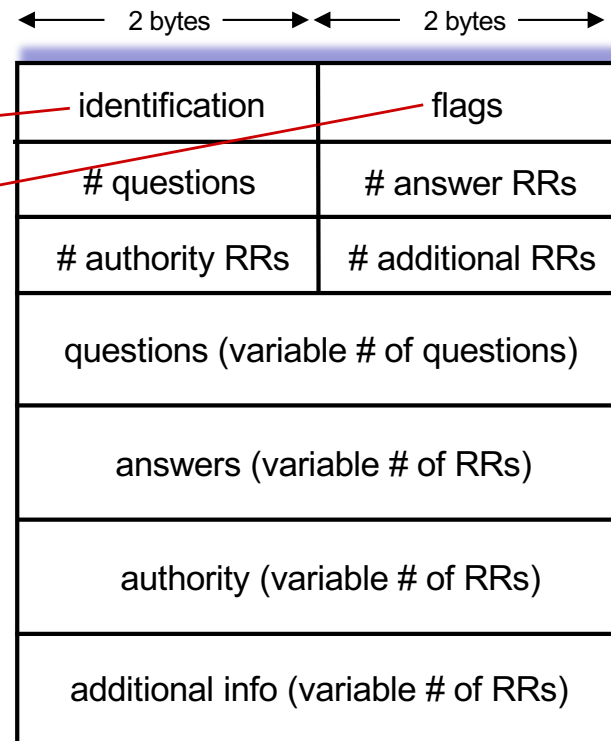 2 bytes 2 bytes
identification flags
# questions # answer RRs
# authority RRs # additional RRs
questions (variable # of questions)
answers (variable # of RRs)
authority (variable # of RRs)
additional info (variable # of RRs)